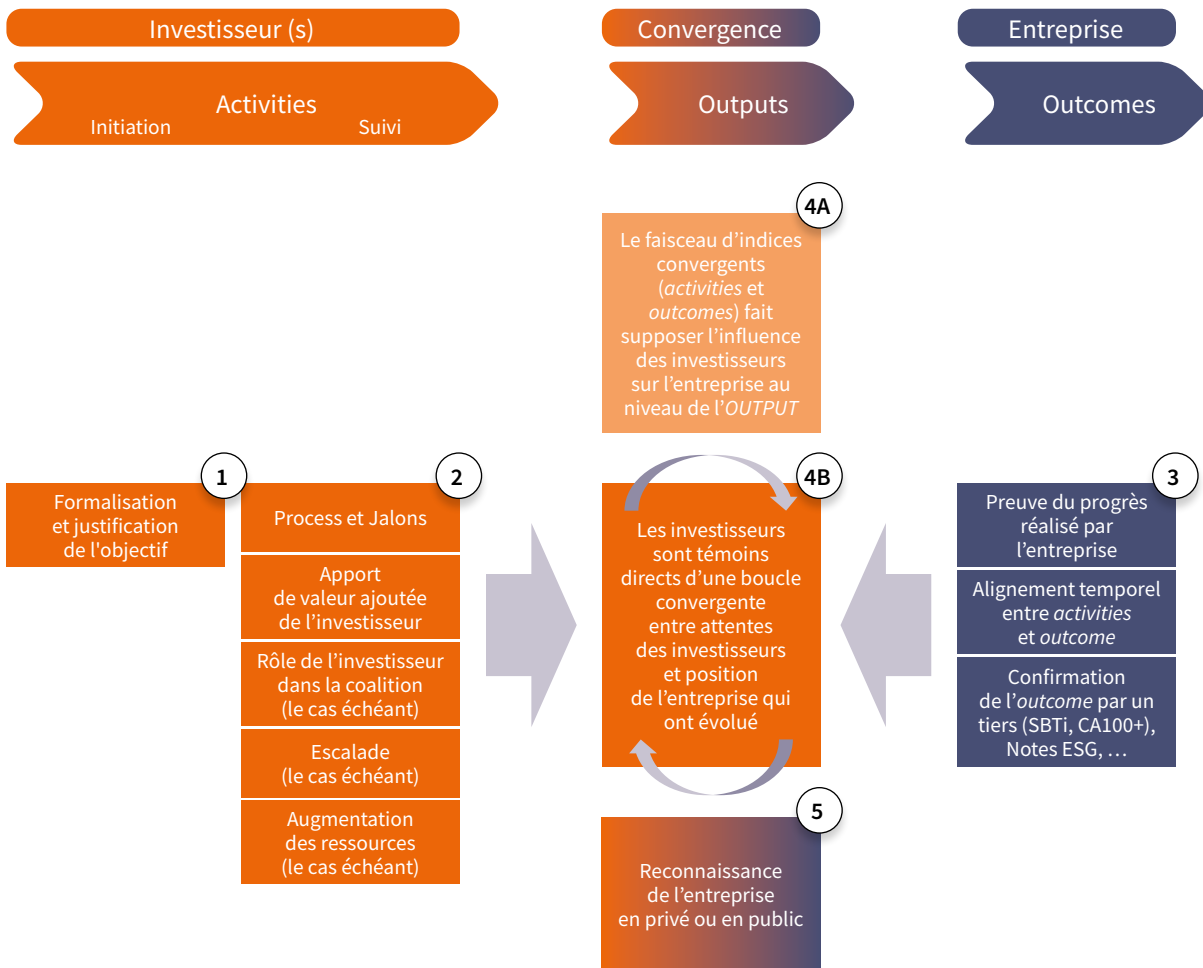 Investisseur (s)
Activities
Initiation
Suivi
Convergence
Outputs
Entreprise
Outcomes
4A
Le faisceau d’indices
convergents
(activities et
outcomes) fait
supposer l’influence
des investisseurs
sur l’entreprise au
niveau de l’OUTPUT
1
Formalisation
et justification
de l'objectif
2
Process et Jalons
Apport
de valeur ajoutée
de l’investisseur
Rôle de l’investisseur
dans la coalition
(le cas échéant)
Escalade
(le cas échéant)
Augmentation
des ressources
(le cas échéant)
4B
Les investisseurs
sont témoins
directs d’une boucle
convergente
entre attentes
des investisseurs
et position
de l’entreprise qui
ont évolué
3
Preuve du progrès
réalisé par
l’entreprise
Alignement temporel
entre activities
et outcome
Confirmation
de l’outcome par un
tiers (SBTi, CA100+),
Notes ESG, …
5
Reconnaissance
de l’entreprise
en privé ou en public